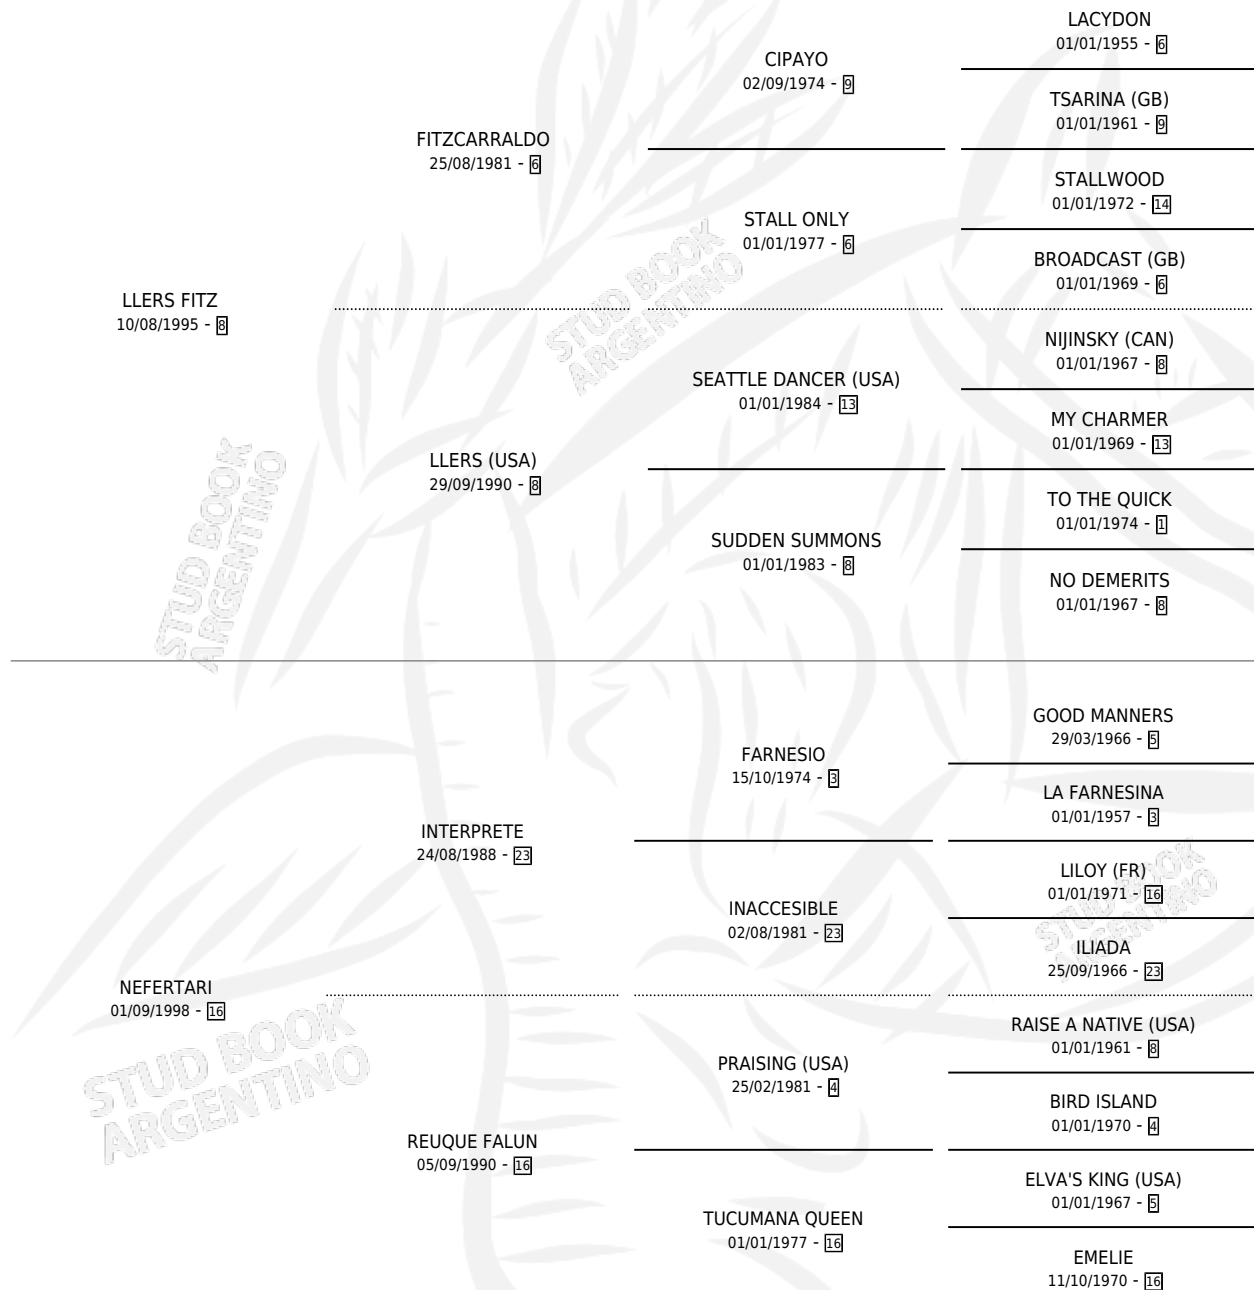 LACYDON
01/01/1955 - 6
CIPAYO
02/09/1974 - 9
TSARINA (GB)
01/01/1961 - 9
FITZCARRALDO
25/08/1981 - 6
STALLWOOD
01/01/1972 - 14
STALL ONLY
01/01/1977 - 6
BROADCAST (GB)
01/01/1969 - 6
LLERS FITZ
10/08/1995 - 8
NIJINSKY (CAN)
01/01/1967 - 8
SEATTLE DANCER (USA)
01/01/1984 - 13
MY CHARMER
01/01/1969 - 13
LLERS (USA)
29/09/1990 - 8
TO THE QUICK
01/01/1974 - 1
SUDDEN SUMMONS
01/01/1983 - 8
NO DEMERITS
01/01/1967 - 8
GOOD MANNERS
29/03/1966 - 5
FARNESIO
15/10/1974 - 3
LA FARNESINA
01/01/1957 - 3
INTERPRETE
24/08/1988 - 23
LILOY (FR)
01/01/1971 - 16
INACCESIBLE
02/08/1981 - 23
ILIADA
25/09/1966 - 23
NEFERTARI
01/09/1998 - 16
RAISE A NATIVE (USA)
01/01/1961 - 8
PRAISING (USA)
25/02/1981 - 4
BIRD ISLAND
01/01/1970 - 4
REUQUE FALUN
05/09/1990 - 16
ELVA'S KING (USA)
01/01/1967 - 5
TUCUMANA QUEEN
01/01/1977 - 16
EMELIE
11/10/1970 - 16
STUD BOOK
ARGENTINO
STUD BOOK
ARGENTINO
STUD BOOK
ARGENTINO
STUD BOOK
ARGENTINO